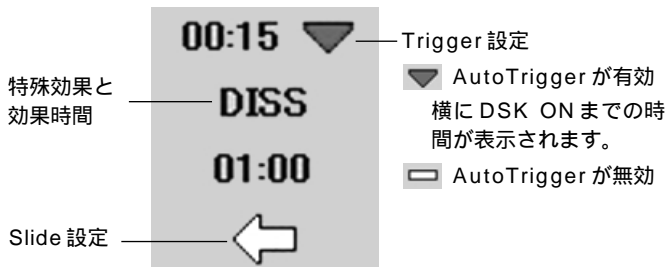 00:15
Trigger 設定
AutoTrigger が有効
横に DSK ON までの時
間が表示されます。
AutoTrigger が無効
特殊効果と
効果時間
DISS
01:00
Slide 設定